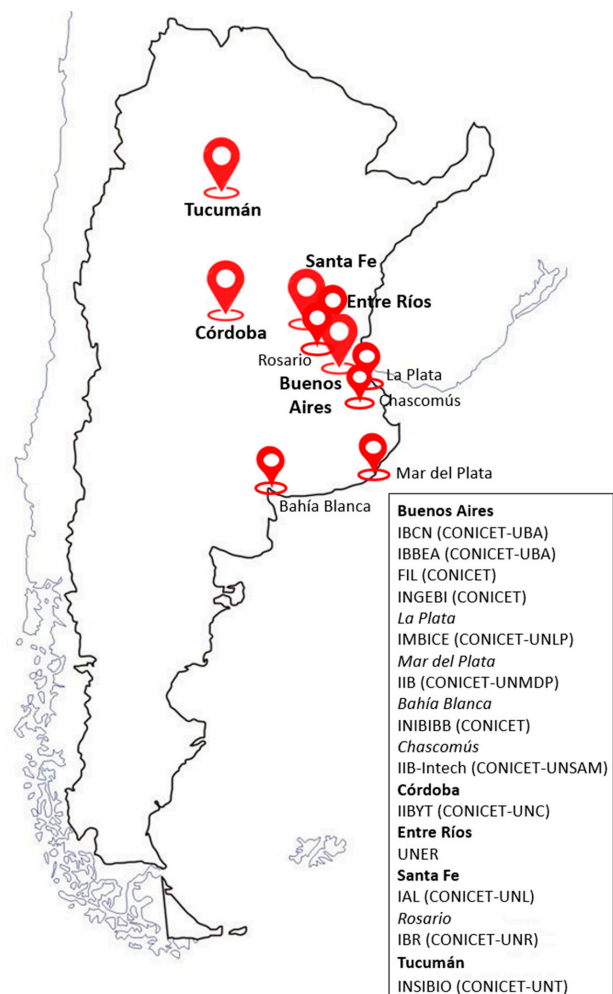 Tucumán
Santa Fe
Entre Ríos
Córdoba
Rosario
Buenos
Aires
La Plata
Chascomús
Mar del Plata
Bahía Blanca
Buenos Aires
IBCN (CONICET-UBA)
IBBEA (CONICET-UBA)
FIL (CONICET)
INGEBI (CONICET)
La Plata
IMBICE (CONICET-UNLP)
Mar del Plata
IIB (CONICET-UNMDP)
Bahía Blanca
INIBIBB (CONICET)
Chascomús
IIB-Intech (CONICET-UNSAM)
Córdoba
IIBYT (CONICET-UNC)
Entre Ríos
UNER
Santa Fe
IAL (CONICET-UNL)
Rosario
IBR (CONICET-UNR)
Tucumán
INSIBIO (CONICET-UNT)